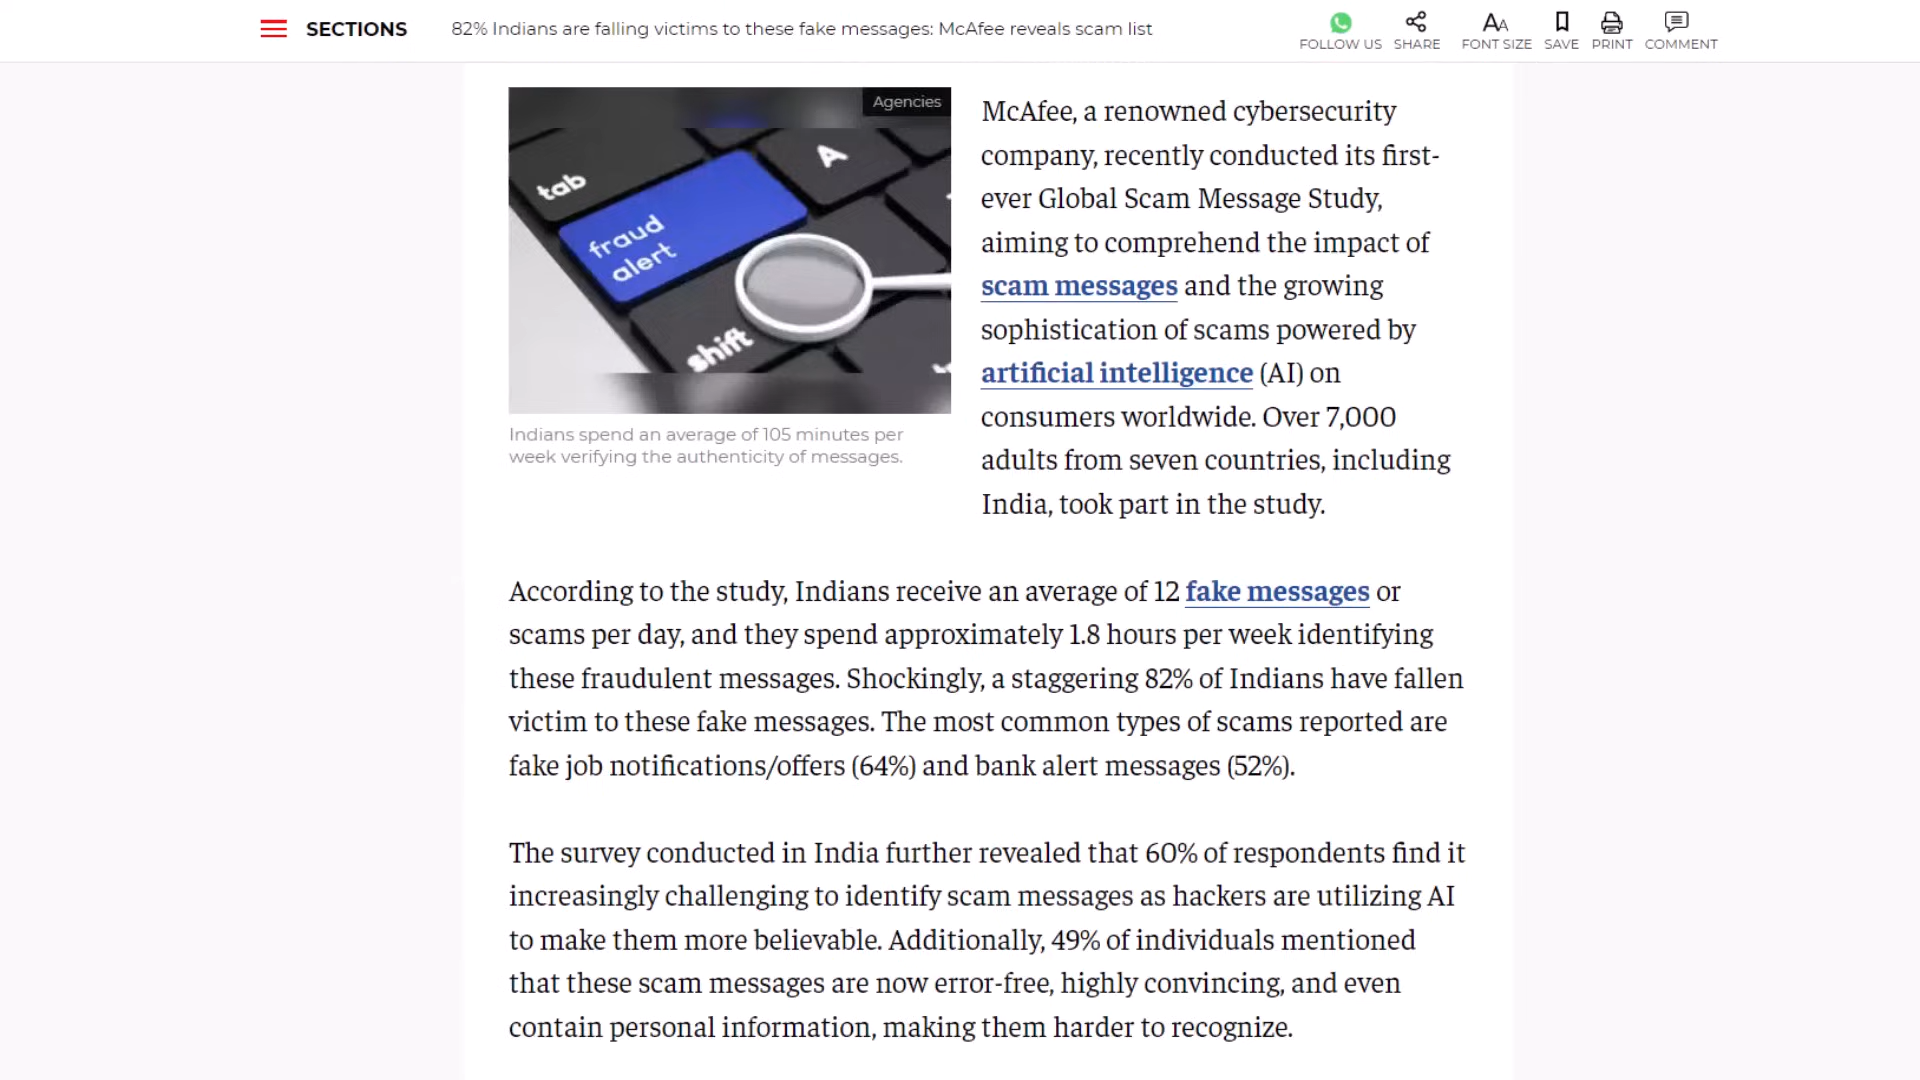 SECTIONS
82% Indians are falling victims to these fake messages: McAfee reveals scam list
FOLLOW US
SHARE
FONT SIZE
SAVE
PRINT
COMMENT
Agencies
tab
A
fraud
alert
shift
Indians spend an average of 105 minutes per
week verifying the authenticity of messages.
McAfee, a renowned cybersecurity
company, recently conducted its first-
ever Global Scam Message Study,
aiming to comprehend the impact of
scam messages and the growing
sophistication of scams powered by
artificial intelligence (AI) on
consumers worldwide. Over 7,000
adults from seven countries, including
India, took part in the study.
According to the study, Indians receive an average of 12 fake messages or
scams per day, and they spend approximately 1.8 hours per week identifying
these fraudulent messages. Shockingly, a staggering 82% of Indians have fallen
victim to these fake messages. The most common types of scams reported are
fake job notifications/offers (64%) and bank alert messages (52%).
The survey conducted in India further revealed that 60% of respondents find it
increasingly challenging to identify scam messages as hackers are utilizing AI
to make them more believable. Additionally, 49% of individuals mentioned
that these scam messages are now error-free, highly convincing, and even
contain personal information, making them harder to recognize.